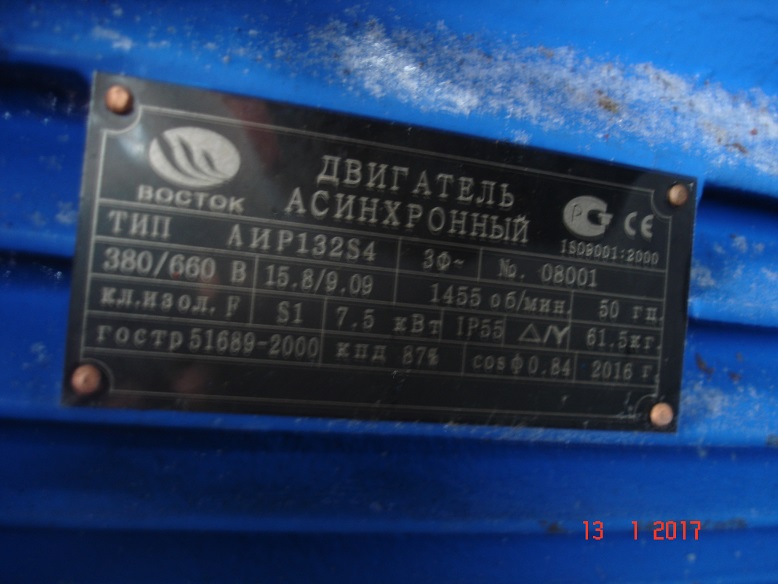 ВОСТОК
ДВИГАТЕЛЬ
АСИНХРОННЫЙ
РСТ CE
ISO9001:2000
ТИП АИР132S4 3Ф~ №. 08001
380/660 В 15.8/9.09 1455 об/мин. 50 гц.
кл.изол. F S1 7.5 кВт IP55 △/Y 61.5кг.
гостр51689-2000 кпд 87% cosφ0.84 2016 г.
13 1 2017